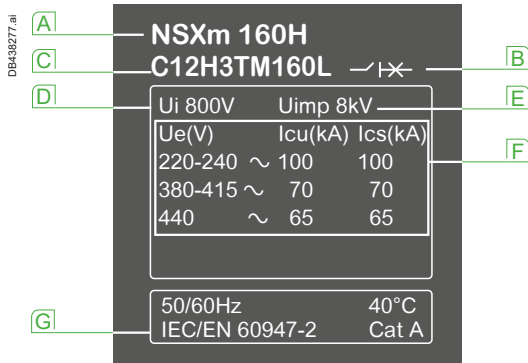 DB438277.ai
A
NSXm 160H
C
C12H3TM160L
B
D
Ui 800V Uimp 8kV
E
Ue(V) Icu(kA) Ics(kA)
F
220-240 ~ 100 100
380-415 ~ 70 70
440 ~ 65 65
50/60Hz 40°C
G
IEC/EN 60947-2 Cat A